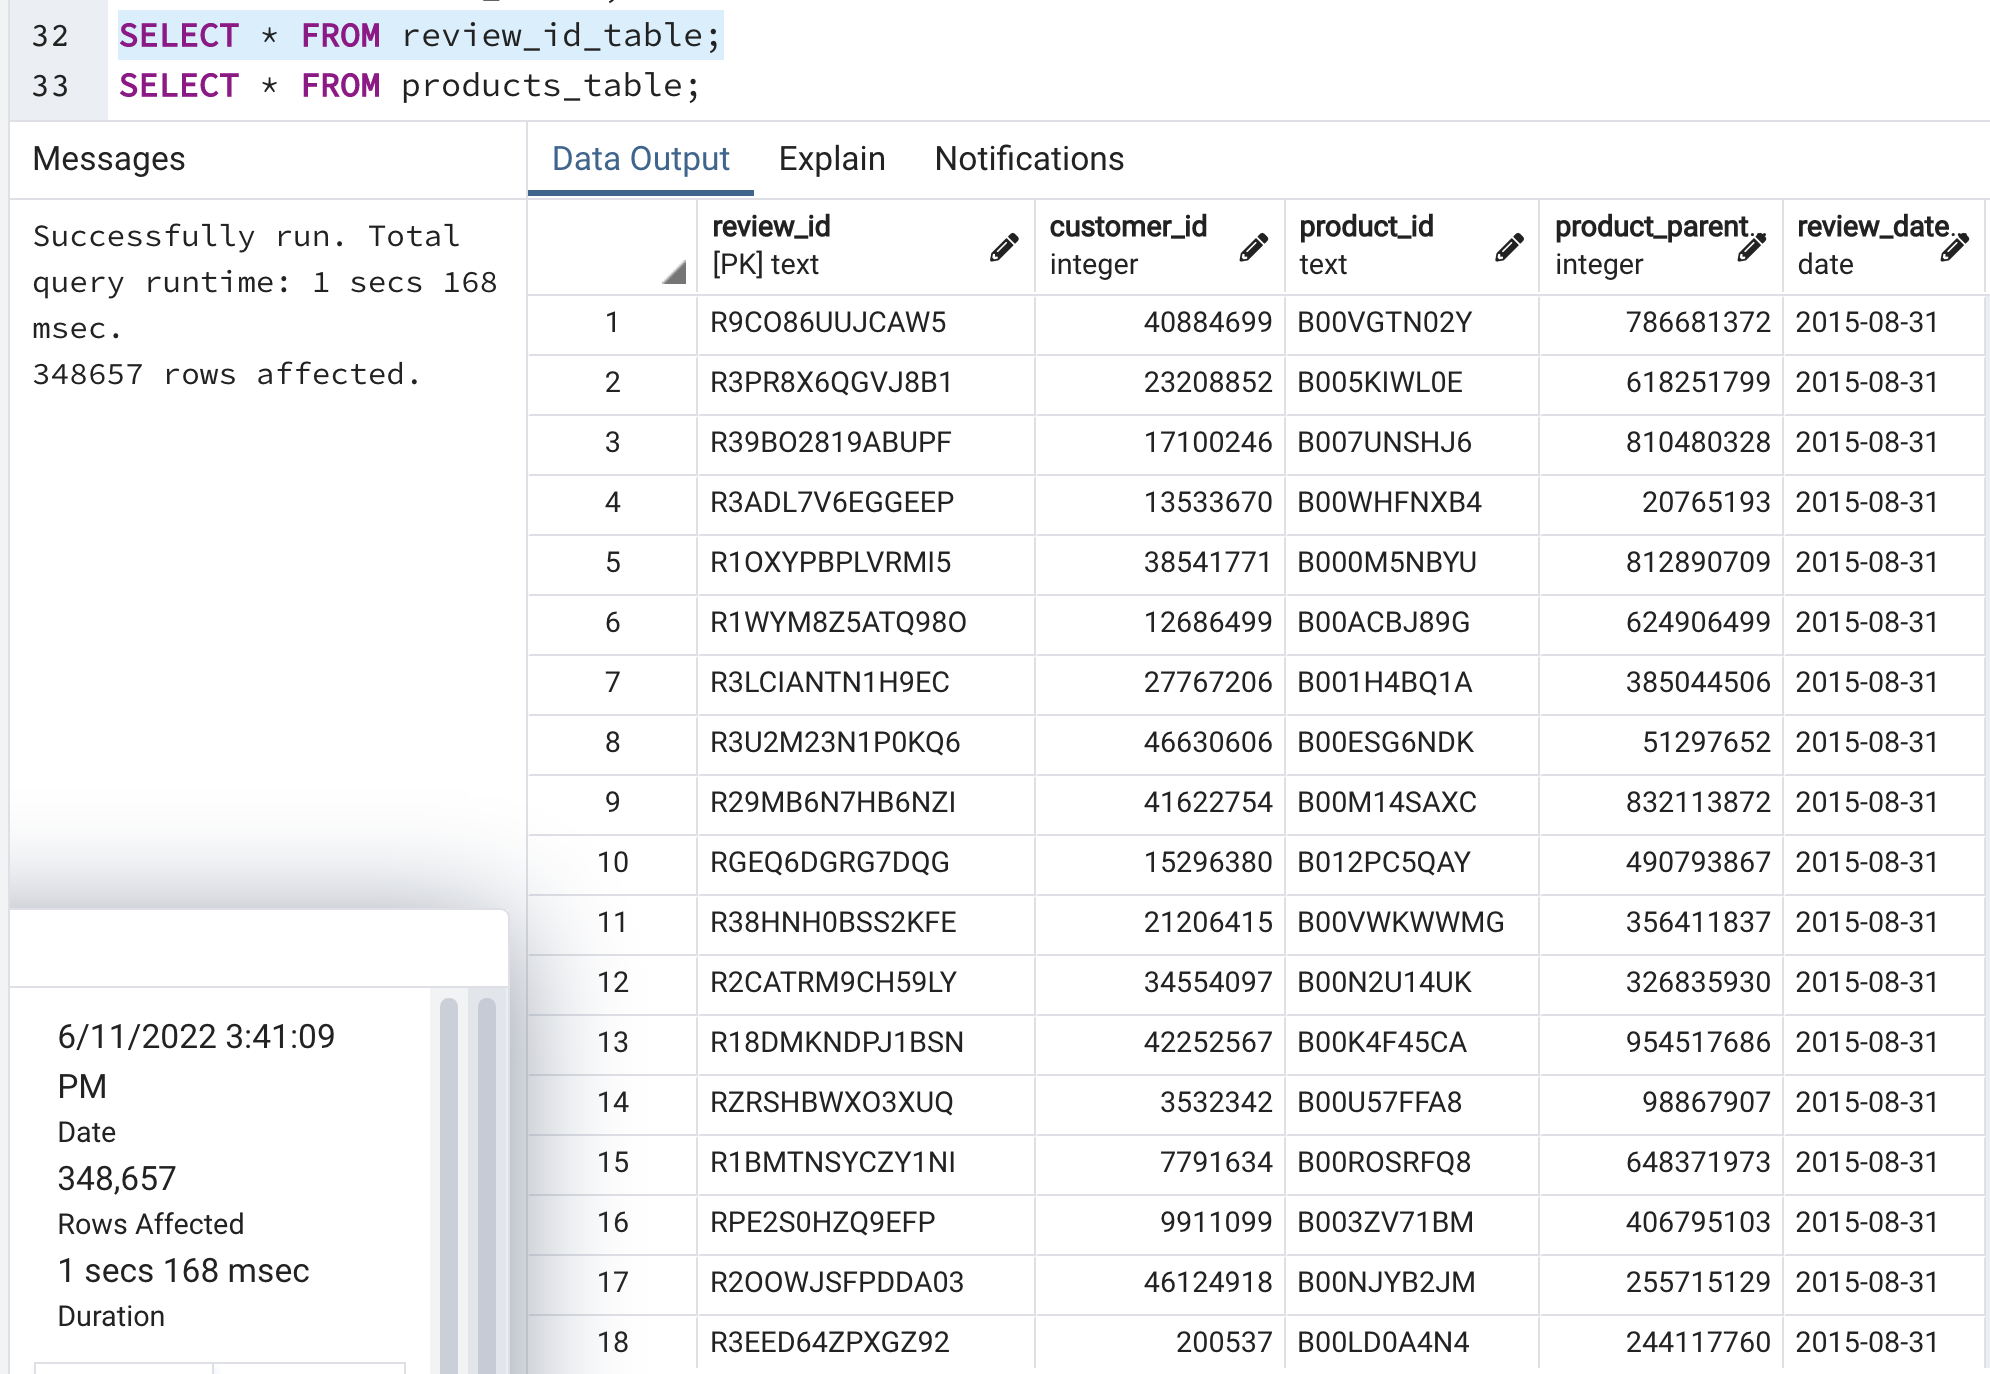 32 SELECT * FROM review_id_table;
33 SELECT * FROM products_table;
Messages
Successfully run. Total
query runtime: 1 secs 168
msec.
348657 rows affected.
6/11/2022 3:41:09
PM
Date
348,657
Rows Affected
1 secs 168 msec
Duration
Data Output Explain Notifications
review_id customer_id product_id product_parent.. review_date..
[PK] text integer text integer date
1 R9CO86UUJCAW5 40884699 B00VGTN02Y 786681372 2015-08-31
2 R3PR8X6QGVJ8B1 23208852 B005KIWL0E 618251799 2015-08-31
3 R39BO2819ABUPF 17100246 B007UNSHJ6 810480328 2015-08-31
4 R3ADL7V6EGGEEP 13533670 B00WHFNXB4 20765193 2015-08-31
5 R1OXYPBPLVRMI5 38541771 B000M5NBYU 812890709 2015-08-31
6 R1WYM8Z5ATQ98O 12686499 B00ACBJ89G 624906499 2015-08-31
7 R3LCIANTN1H9EC 27767206 B001H4BQ1A 385044506 2015-08-31
8 R3U2M23N1P0KQ6 46630606 B00ESG6NDK 51297652 2015-08-31
9 R29MB6N7HB6NZI 41622754 B00M14SAXC 832113872 2015-08-31
10 RGEQ6DGRG7DQG 15296380 B012PC5QAY 490793867 2015-08-31
11 R38HNH0BSS2KFE 21206415 B00VWKWWMG 356411837 2015-08-31
12 R2CATRM9CH59LY 34554097 B00N2U14UK 326835930 2015-08-31
13 R18DMKNDPJ1BSN 42252567 B00K4F45CA 954517686 2015-08-31
14 RZRSHBWXO3XUQ 3532342 B00U57FFA8 98867907 2015-08-31
15 R1BMTNSYCZY1NI 7791634 B00ROSRFQ8 648371973 2015-08-31
16 RPE2S0HZQ9EFP 9911099 B003ZV71BM 406795103 2015-08-31
17 R2OOWJSFPDDA03 46124918 B00NJYB2JM 255715129 2015-08-31
18 R3EED64ZPXGZ92 200537 B00LD0A4N4 244117760 2015-08-31